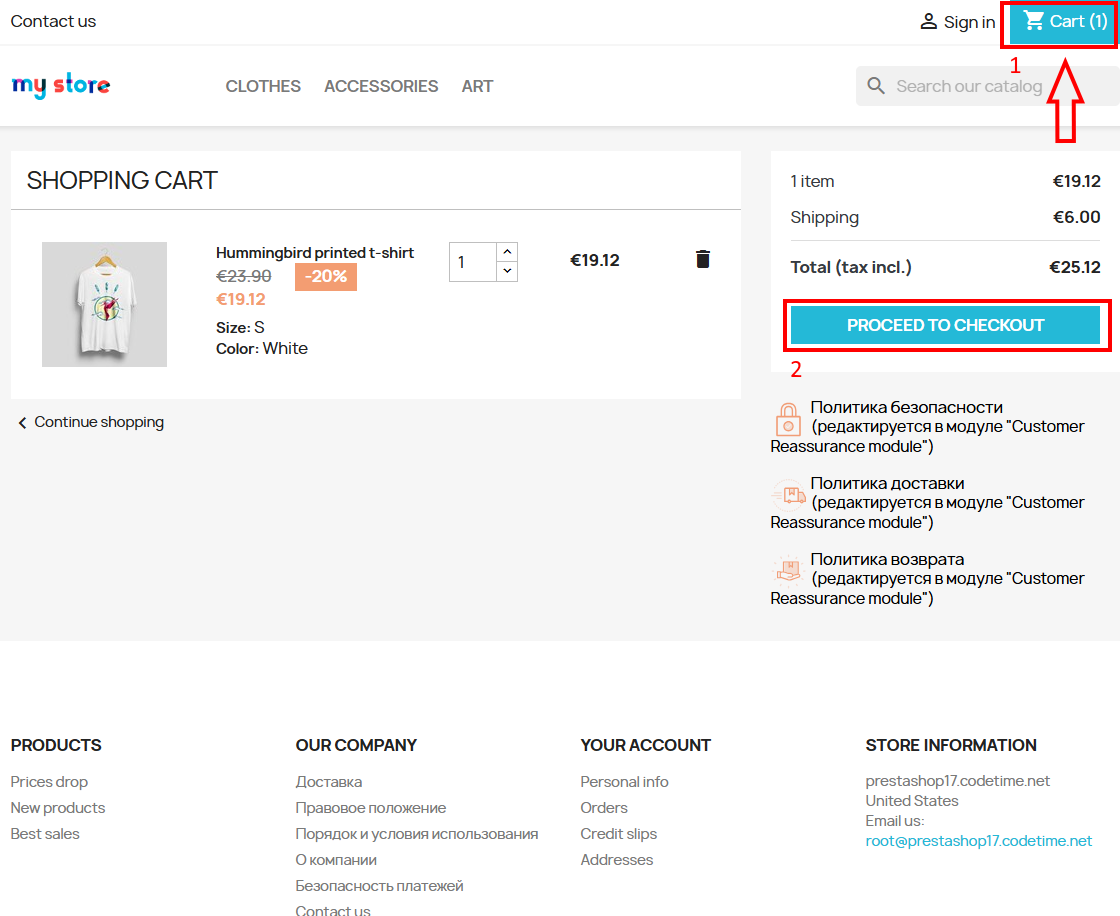 Contact us
Sign in
Cart (1)
1
my store
CLOTHES
ACCESSORIES
ART
Search our catalog
SHOPPING CART
Hummingbird printed t-shirt
€23.90
-20%
€19.12
Size: S
Color: White
1
€19.12
Continue shopping
1 item
€19.12
Shipping
€6.00
Total (tax incl.)
€25.12
PROCEED TO CHECKOUT
2
Политика безопасности
(редактируется в модуле "Customer
Reassurance module")
Политика доставки
(редактируется в модуле "Customer
Reassurance module")
Политика возврата
(редактируется в модуле "Customer
Reassurance module")
PRODUCTS
Prices drop
New products
Best sales
OUR COMPANY
Доставка
Правовое положение
Порядок и условия использования
О компании
Безопасность платежей
Contact us
YOUR ACCOUNT
Personal info
Orders
Credit slips
Addresses
STORE INFORMATION
prestashop17.codetime.net
United States
Email us:
root@prestashop17.codetime.net